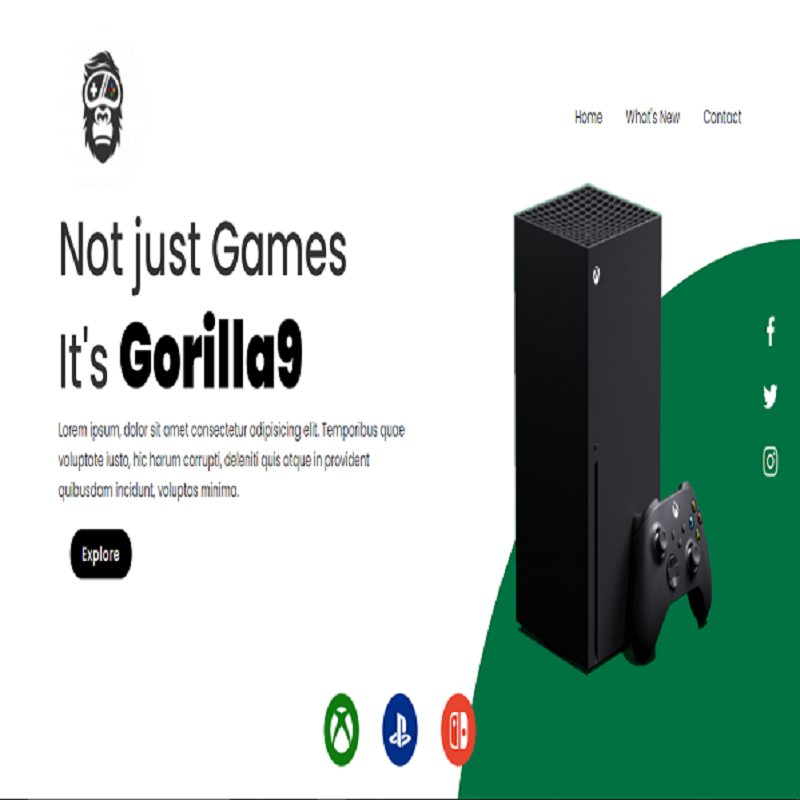 Home What's New Contact
Not just Games
It's Gorilla9
Lorem ipsum, dolor sit amet consectetur adipisicing elit. Temporibus quae
voluptate iusto, hic harum corrupti, deleniti quis atque in provident
quibusdam incidunt, voluptas minima.
Explore